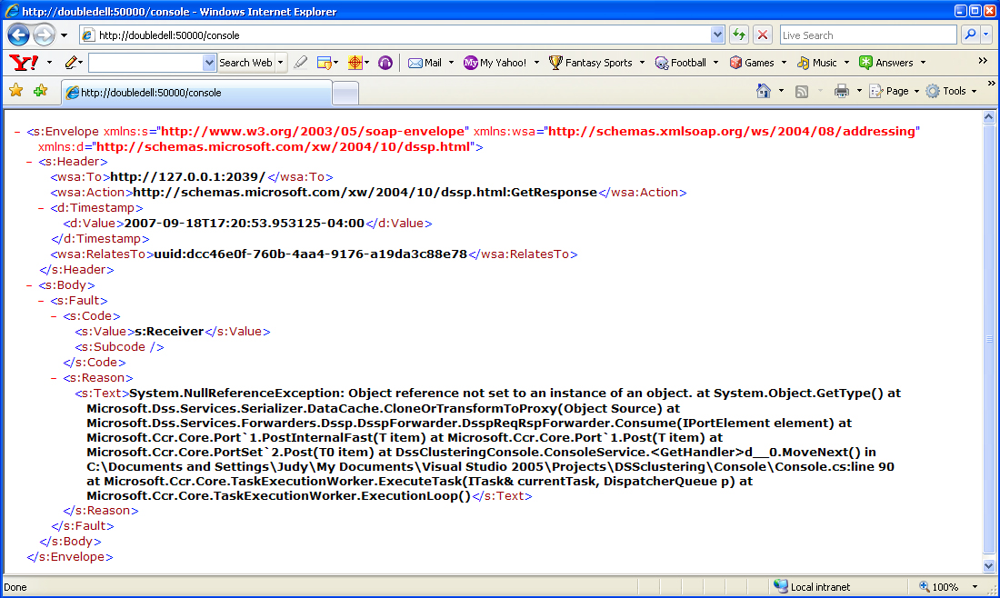 http://doubledell:50000/console - Windows Internet Explorer
http://doubledell:50000/console Live Search
Y! Search Web Mail My My Yahoo! Fantasy Sports Football Games Music Answers »
http://doubledell:50000/console Page Tools »
- <s:Envelope xmlns:s="http://www.w3.org/2003/05/soap-envelope" xmlns:wsa="http://schemas.xmlsoap.org/ws/2004/08/addressing"
xmlns:d="http://schemas.microsoft.com/xw/2004/10/dssp.html">
- <s:Header>
<wsa:To>http://127.0.0.1:2039/</wsa:To>
<wsa:Action>http://schemas.microsoft.com/xw/2004/10/dssp.html:GetResponse</wsa:Action>
- <d:Timestamp>
<d:Value>2007-09-18T17:20:53.953125-04:00</d:Value>
</d:Timestamp>
<wsa:RelatesTo>uuid:dcc46e0f-760b-4aa4-9176-a19da3c88e78</wsa:RelatesTo>
</s:Header>
- <s:Body>
- <s:Fault>
- <s:Code>
<s:Value>s:Receiver</s:Value>
<s:Subcode />
</s:Code>
- <s:Reason>
<s:Text>System.NullReferenceException: Object reference not set to an instance of an object. at System.Object.GetType() at
Microsoft.Dss.Services.Serializer.DataCache.CloneOrTransformToProxy(Object Source) at
Microsoft.Dss.Services.Forwarders.Dssp.DsspForwarder.DsspReqRspForwarder.Consume(IPortElement element) at
Microsoft.Ccr.Core.Port`1.PostInternalFast(T item) at Microsoft.Ccr.Core.Port`1.Post(T item) at
Microsoft.Ccr.Core.PortSet`2.Post(T0 item) at DssClusteringConsole.ConsoleService.<GetHandler>d__0.MoveNext() in
C:\Documents and Settings\Judy\My Documents\Visual Studio 2005\Projects\DSSclustering\Console\Console.cs:line 90
at Microsoft.Ccr.Core.TaskExecutionWorker.ExecuteTask(ITask& currentTask, DispatcherQueue p) at
Microsoft.Ccr.Core.TaskExecutionWorker.ExecutionLoop()</s:Text>
</s:Reason>
</s:Fault>
</s:Body>
</s:Envelope>
Done Local intranet 100%